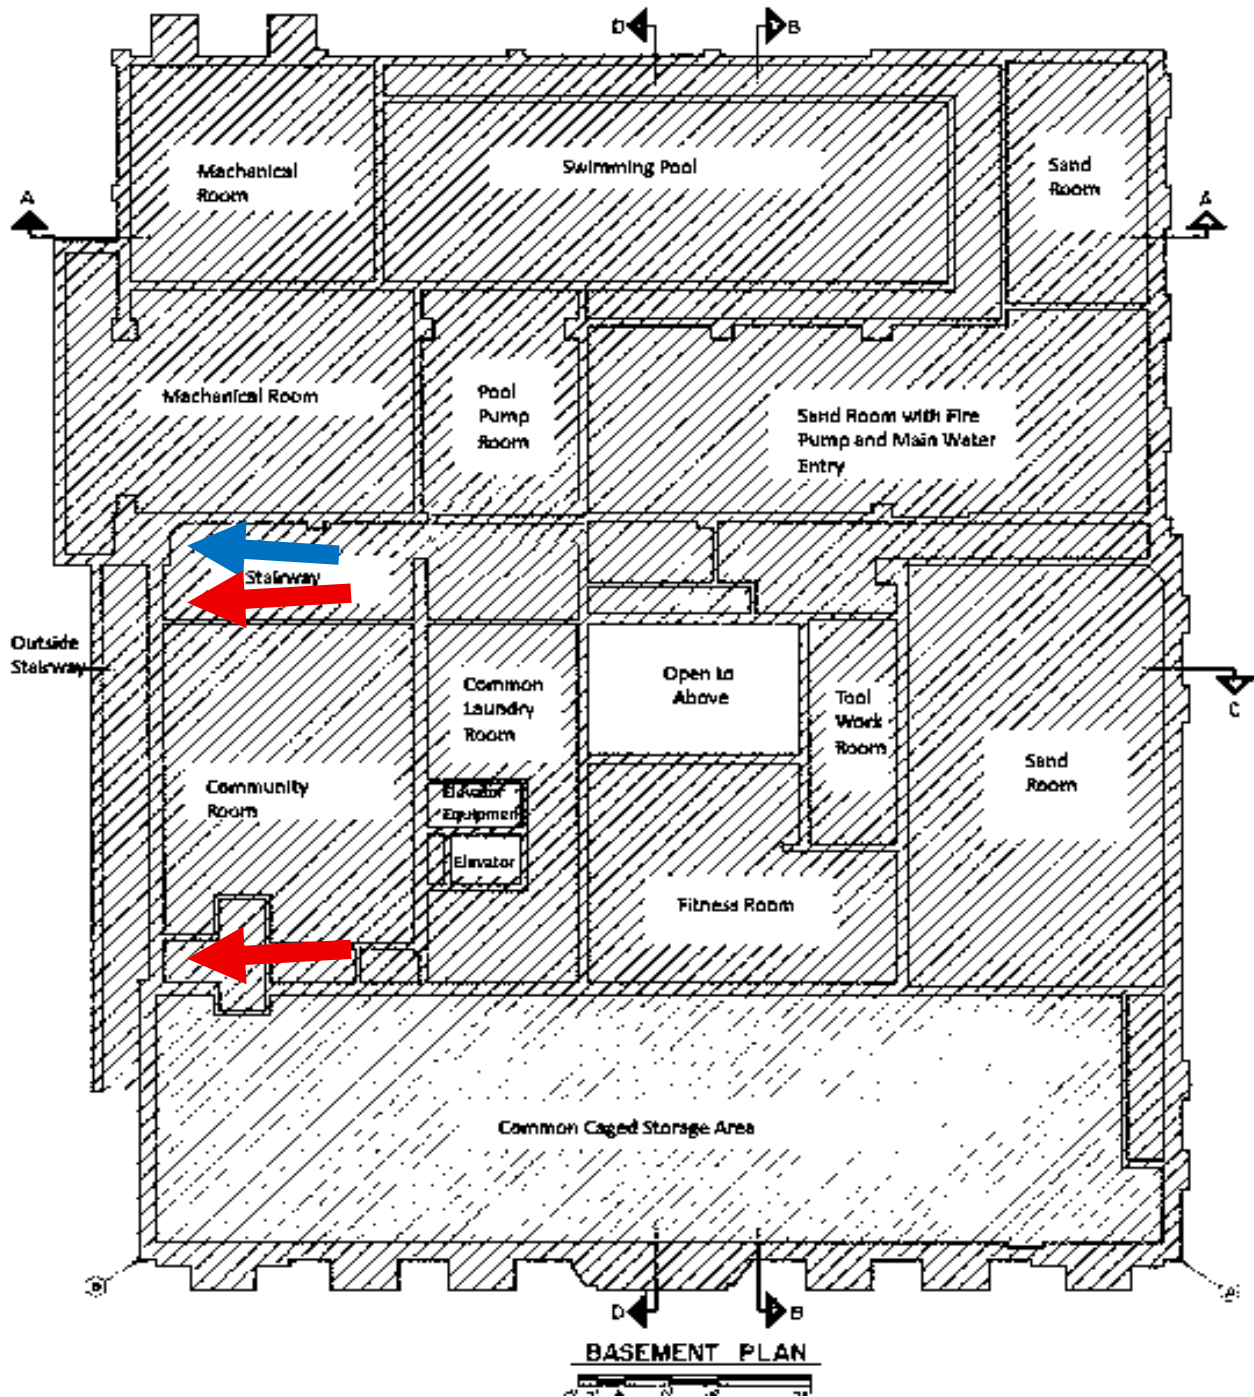 D
B
Machanical
Room
Swimming Pool
Sand
Room
A
A
Machanical Room
Pool
Pump
Room
Sand Room with Fire
Pump and Main Water
Entry
Stairway
Outside
Stairway
Common
Laundry
Room
Open to
Above
Tool
Work
Room
C
Sand
Room
Community
Room
Elevator
Equipment
Elevator
Fitness Room
Common Caged Storage Area
D
B
BASEMENT PLAN